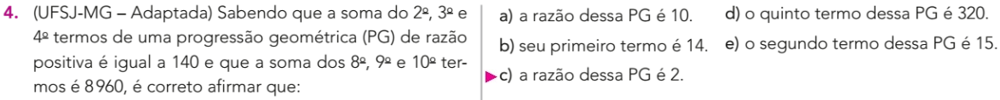 4. (UFSJ-MG – Adaptada) Sabendo que a soma do 2º, 3º e
4º termos de uma progressão geométrica (PG) de razão
positiva é igual a 140 e que a soma dos 8º, 9º e 10º ter-
mos é 8 960, é correto afirmar que:
a) a razão dessa PG é 10.
b) seu primeiro termo é 14.
c) a razão dessa PG é 2.
d) o quinto termo dessa PG é 320.
e) o segundo termo dessa PG é 15.